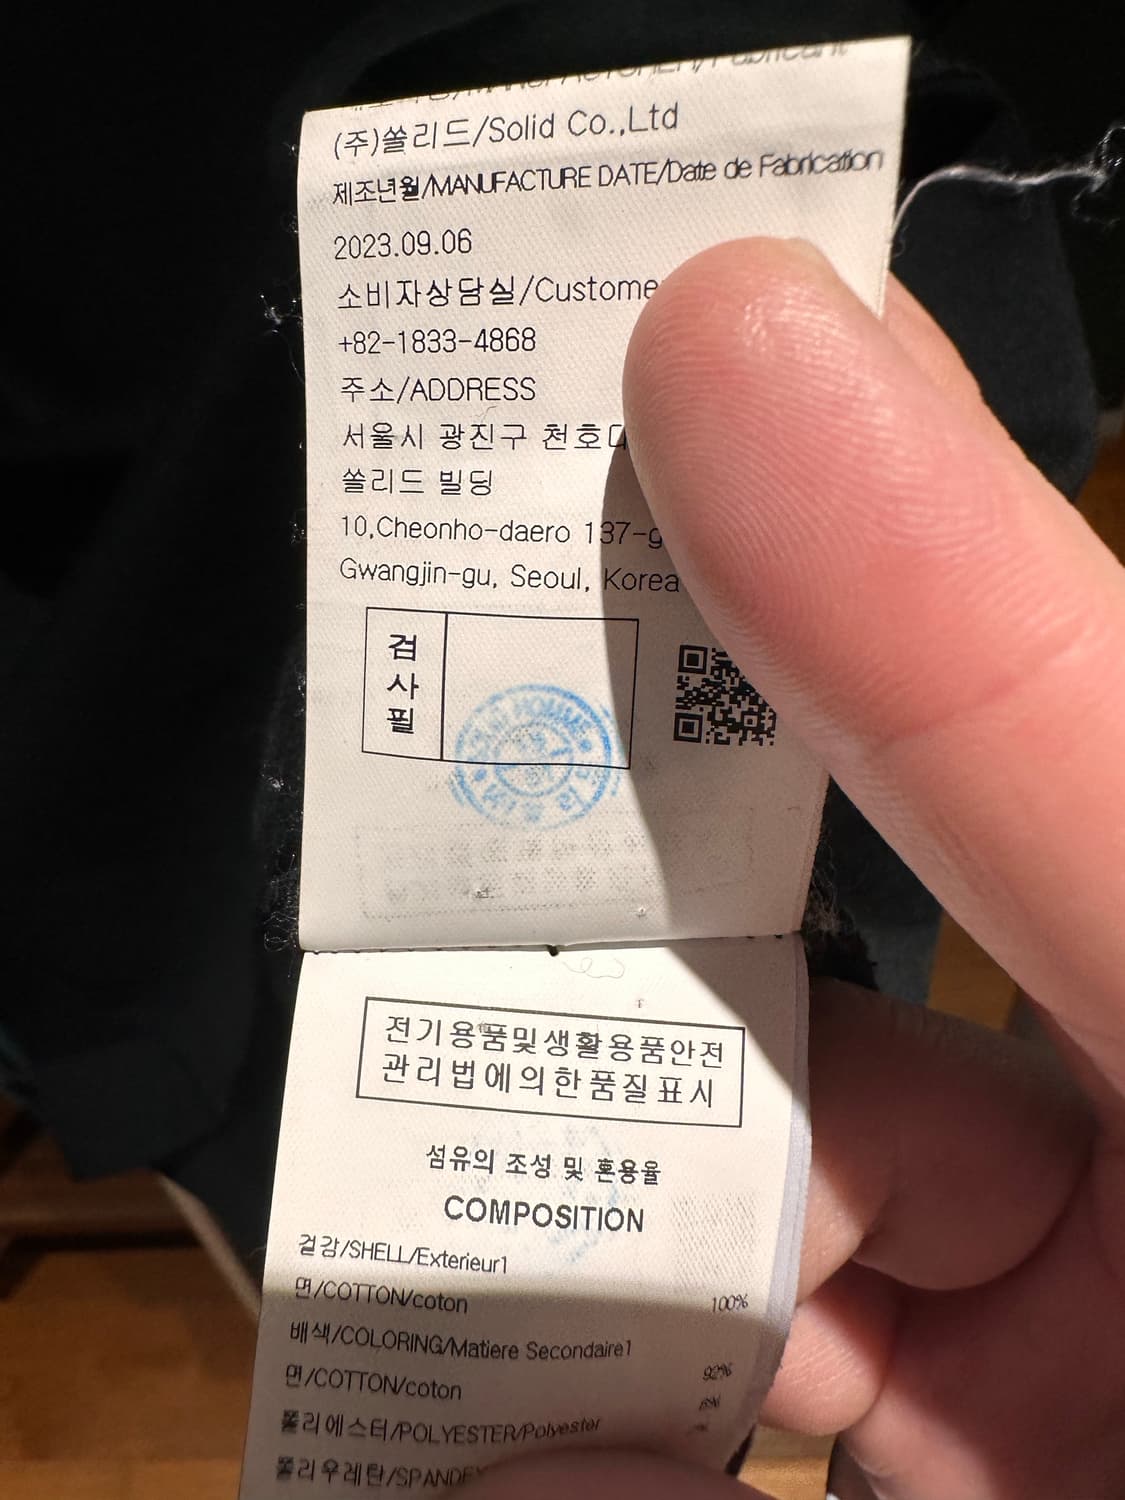 (주)쏠리드/Solid Co.,Ltd
제조년월/MANUFACTURE DATE/Date de Fabrication
2023.09.06
소비자상담실/Custome
+82-1833-4868
주소/ADDRESS
서울시 광진구 천호대
쏠리드 빌딩
10,Cheonho-daero 137-g
Gwangjin-gu, Seoul, Korea
검
사
필
전기용품및생활용품안전
관리법에의한품질표시
섬유의 조성 및 혼용율
COMPOSITION
겉감/SHELL/Exterieur1
면/COTTON/coton 100%
배색/COLORING/Matiere Secondaire1
면/COTTON/coton 92%
폴리에스터/POLYESTER/Polyester
폴리우레탄/SPANDEX